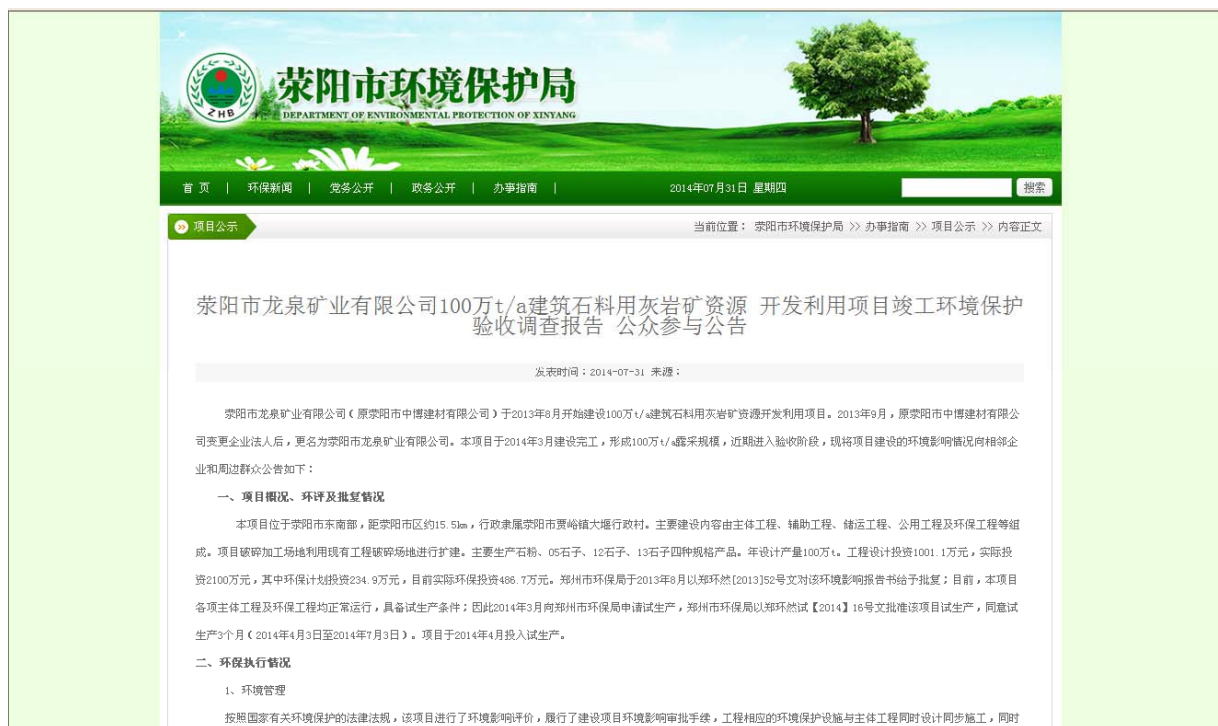 荥阳市环境保护局
ZHB
DEPARTMENT OF ENVIRONMENTAL PROTECTION OF XINYANG
首 页 | 环保新闻 | 党务公开 | 政务公开 | 办事指南 | 2014年07月31日 星期四 搜索
项目公示 当前位置： 荥阳市环境保护局 >> 办事指南 >> 项目公示 >> 内容正文
荥阳市龙泉矿业有限公司100万t/a建筑石料用灰岩矿资源 开发利用项目竣工环境保护
验收调查报告 公众参与公告
发表时间：2014-07-31 来源：
荥阳市龙泉矿业有限公司（原荥阳市中博建材有限公司）于2013年8月开始建设100万t/a建筑石料用灰岩矿资源开发利用项目。2013年9月，原荥阳市中博建材有限公
司变更企业法人后，更名为荥阳市龙泉矿业有限公司。本项目于2014年3月建设完工，形成100万t/a露采规模，近期进入验收阶段，现将项目建设的环境影响情况向相邻企
业和周边群众公告如下：
一、项目概况、环评及批复情况
本项目位于荥阳市东南部，距荥阳市区约15.5km，行政隶属荥阳市贾峪镇大堰行政村。主要建设内容由主体工程、辅助工程、储运工程、公用工程及环保工程等组
成。项目破碎加工场地利用现有工程破碎场地进行扩建。主要生产石粉、05石子、12石子、13石子四种规格产品。年设计产量100万t。工程设计投资1001.1万元，实际投
资2100万元，其中环保计划投资234.9万元，目前实际环保投资486.7万元。郑州市环保局于2013年8月以郑环然[2013]52号文对该环境影响报告书给予批复；目前，本项目
各项主体工程及环保工程均正常运行，具备试生产条件；因此2014年3月向郑州市环保局申请试生产，郑州市环保局以郑环然试【2014】16号文批准该项目试生产，同意试
生产3个月（2014年4月3日至2014年7月3日）。项目于2014年4月投入试生产。
二、环保执行情况
1、环境管理
按照国家有关环境保护的法律法规，该项目进行了环境影响评价，履行了建设项目环境影响审批手续，工程相应的环境保护设施与主体工程同时设计同步施工，同时